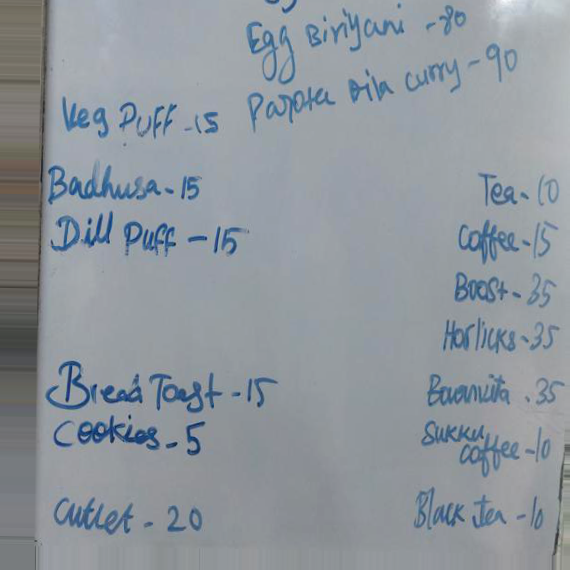 Egg Biriyani - 80
Parota with curry - 90
Veg Puff - 15
Badhusa - 15
Dill Puff - 15
Bread Toast - 15
Cookies - 5
Cutlet - 20
Tea - 10
Coffee - 15
Boost - 35
Horlicks - 35
Bournvita . 35
Sukku
coffee - 10
Black Tea - 10